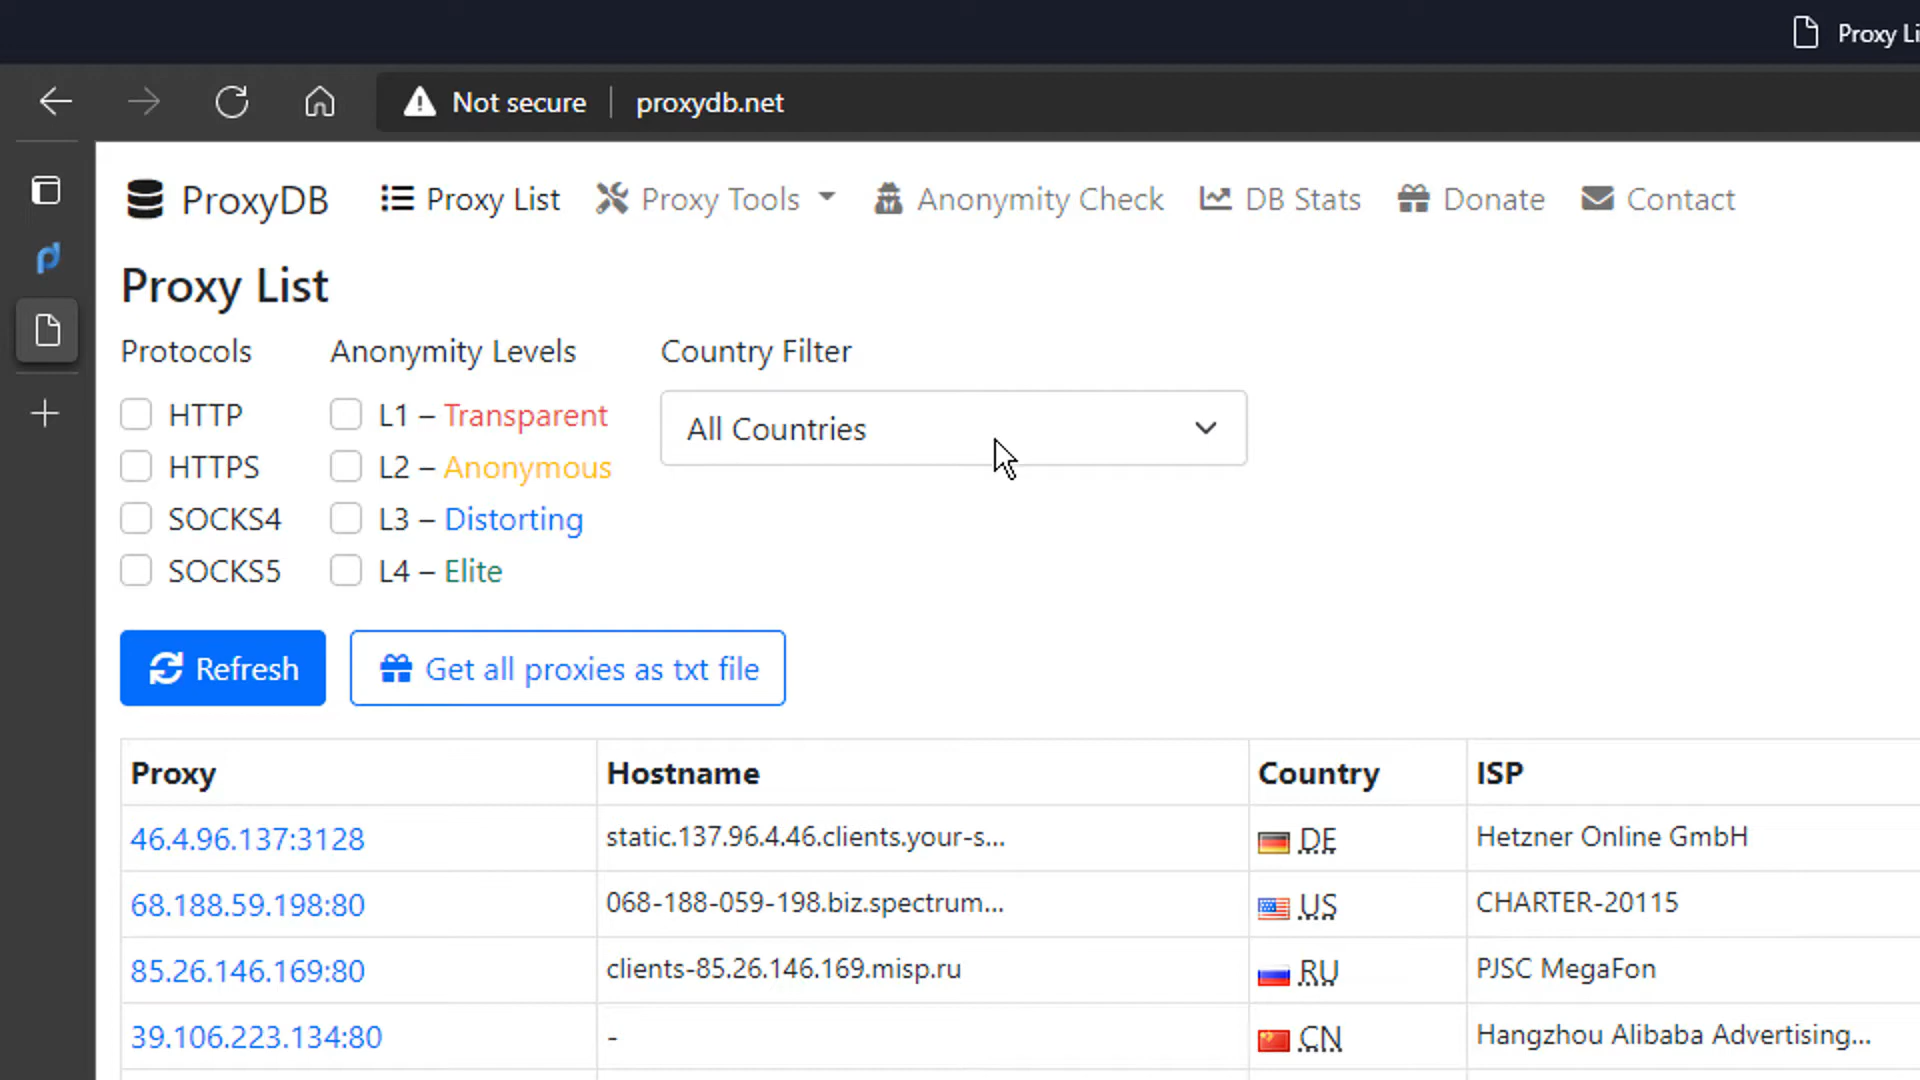 Proxy Li
Not secure | proxydb.net
ProxyDB Proxy List Proxy Tools Anonymity Check DB Stats Donate Contact
Proxy List
Protocols Anonymity Levels Country Filter
HTTP L1 – Transparent All Countries
HTTPS L2 – Anonymous
SOCKS4 L3 – Distorting
SOCKS5 L4 – Elite
Refresh Get all proxies as txt file
Proxy Hostname Country ISP
46.4.96.137:3128 static.137.96.4.46.clients.your-s... DE Hetzner Online GmbH
68.188.59.198:80 068-188-059-198.biz.spectrum... US CHARTER-20115
85.26.146.169:80 clients-85.26.146.169.misp.ru RU PJSC MegaFon
39.106.223.134:80 - CN Hangzhou Alibaba Advertising...